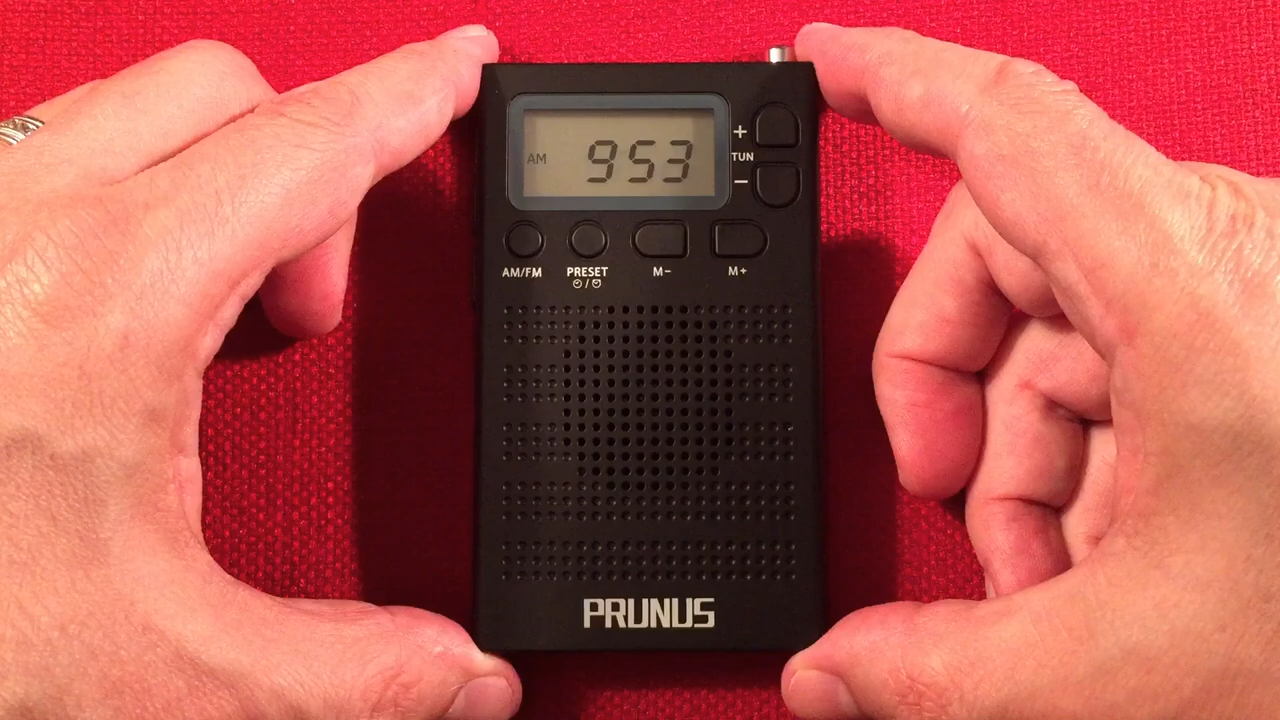 AM 953
+
TUN
−
AM/FM PRESET M− M+
PRUNUS